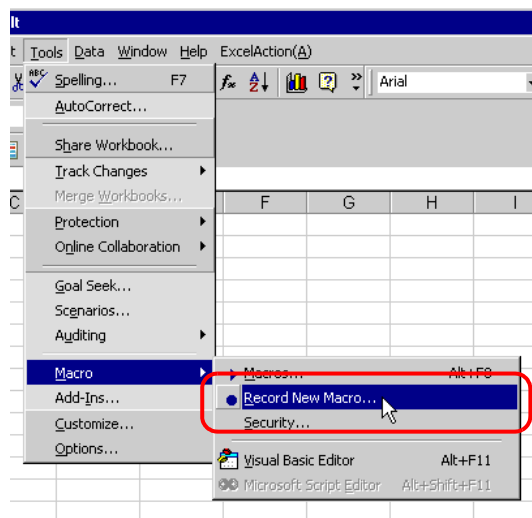 lt
t Tools Data Window Help ExcelAction(A)
ABC Spelling... F7 Arial
AutoCorrect...
Share Workbook...
Track Changes
Merge Workbooks...
C F G H I
Protection
Online Collaboration
Goal Seek...
Scenarios...
Auditing
Macro Macros... Alt+F8
Add-Ins... Record New Macro...
Customize... Security...
Options... Visual Basic Editor Alt+F11
Microsoft Script Editor Alt+Shift+F11